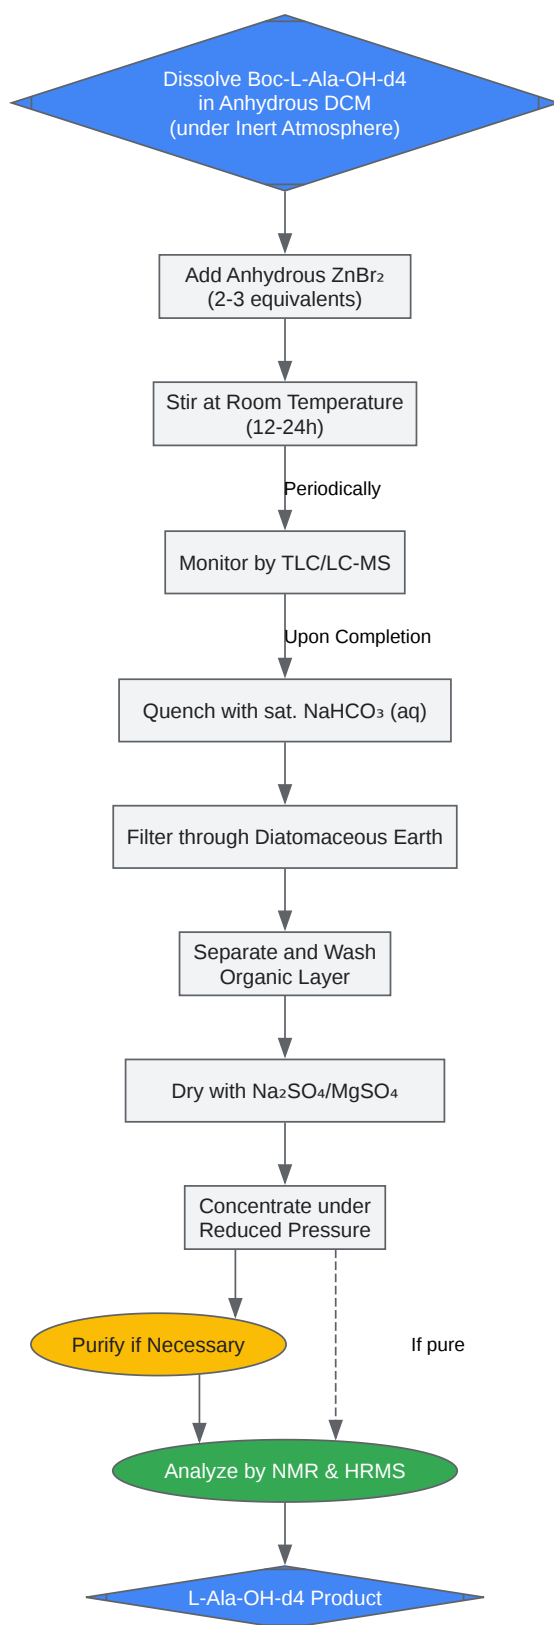 Dissolve Boc-L-Ala-OH-d4
in Anhydrous DCM
(under Inert Atmosphere)
Add Anhydrous ZnBr₂
(2-3 equivalents)
Stir at Room Temperature
(12-24h)
Periodically
Monitor by TLC/LC-MS
Upon Completion
Quench with sat. NaHCO₃ (aq)
Filter through Diatomaceous Earth
Separate and Wash
Organic Layer
Dry with Na₂SO₄/MgSO₄
Concentrate under
Reduced Pressure
Purify if Necessary
If pure
Analyze by NMR & HRMS
L-Ala-OH-d4 Product